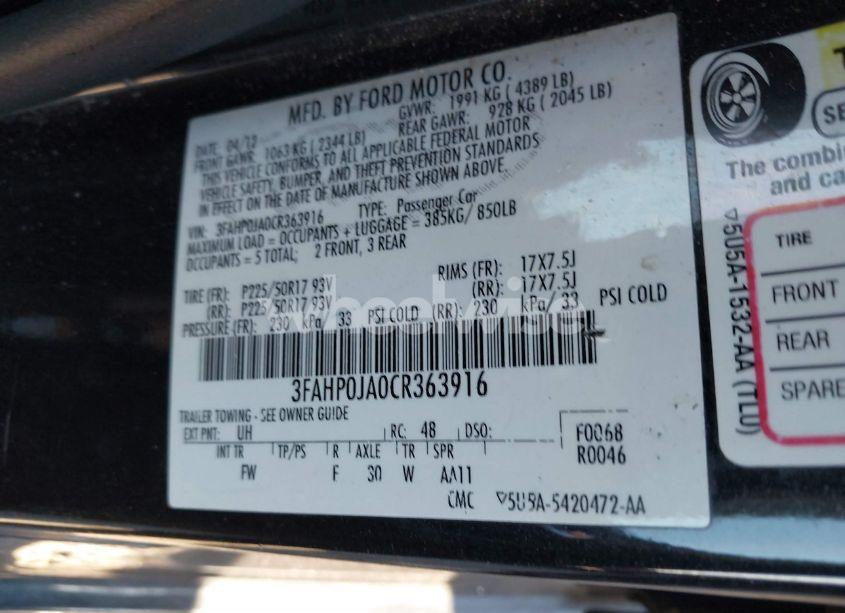 MFD. BY FORD MOTOR CO.
DATE: 04/12 GVWR: 1991 KG ( 4389 LB)
FRONT GAWR: 1063 KG ( 2344 LB) REAR GAWR: 928 KG ( 2045 LB)
THIS VEHICLE CONFORMS TO ALL APPLICABLE FEDERAL MOTOR
VEHICLE SAFETY, BUMPER, AND THEFT PREVENTION STANDARDS
IN EFFECT ON THE DATE OF MANUFACTURE SHOWN ABOVE.
VIN: 3FAHP0JA0CR363916 TYPE: Passenger Car
MAXIMUM LOAD = OCCUPANTS + LUGGAGE = 385KG/ 850LB
OCCUPANTS = 5 TOTAL; 2 FRONT, 3 REAR
TIRE (FR): P225/50R17 93V RIMS (FR): 17X7.5J
(RR): P225/50R17 93V (RR): 17X7.5J
PRESSURE (FR): 230 kPa/ 33 PSI COLD (RR): 230 kPa/ 33 PSI COLD
wheelwise
3FAHP0JA0CR363916
TRAILER TOWING - SEE OWNER GUIDE
EXT PNT: UH RC: 48 DSO: F0068
INT TR TP/PS R AXLE TR SPR R0046
FW F 30 W AA11
CMC ▽5U5A-5420472-AA
SE
The combin
and ca
▽5U5A-1532-AA (TLU)
TIRE
FRONT
REAR
SPARE